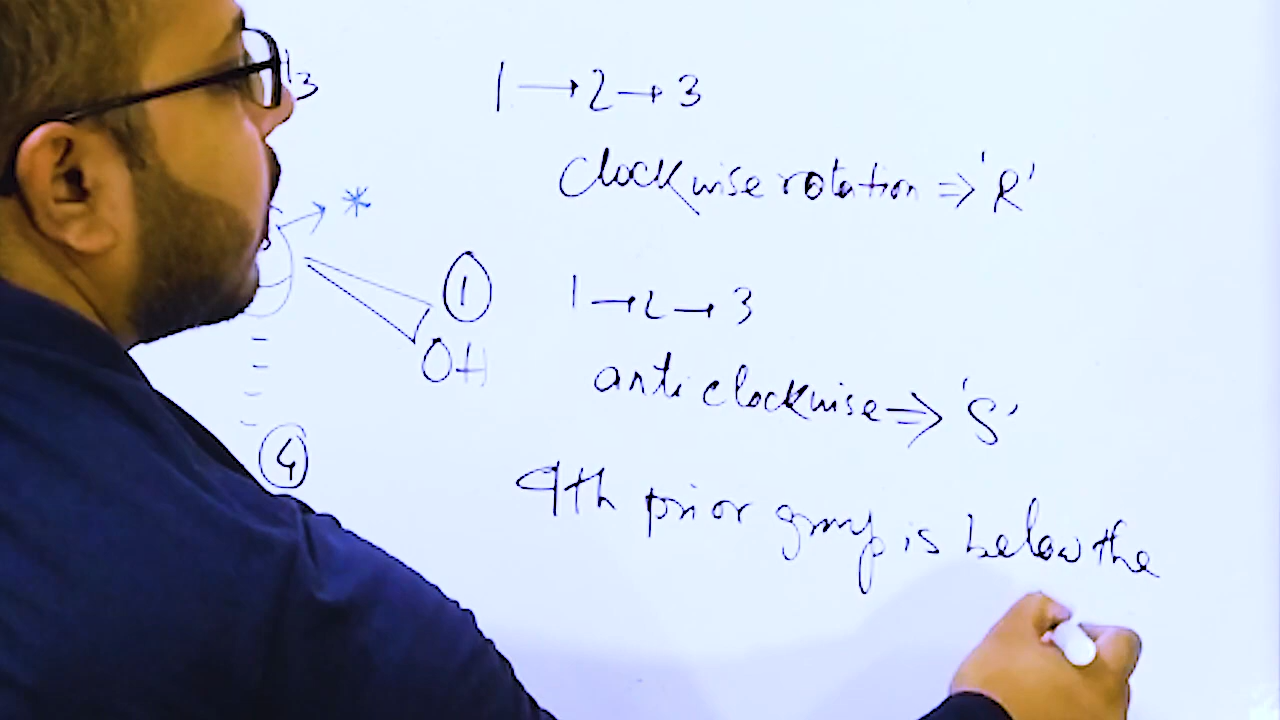 1 → 2 → 3
clockwise rotation ⇒ 'R'
*
1
OH
1 → 2 → 3
anticlockwise ⇒ 'S'
4
4th prior group is below the